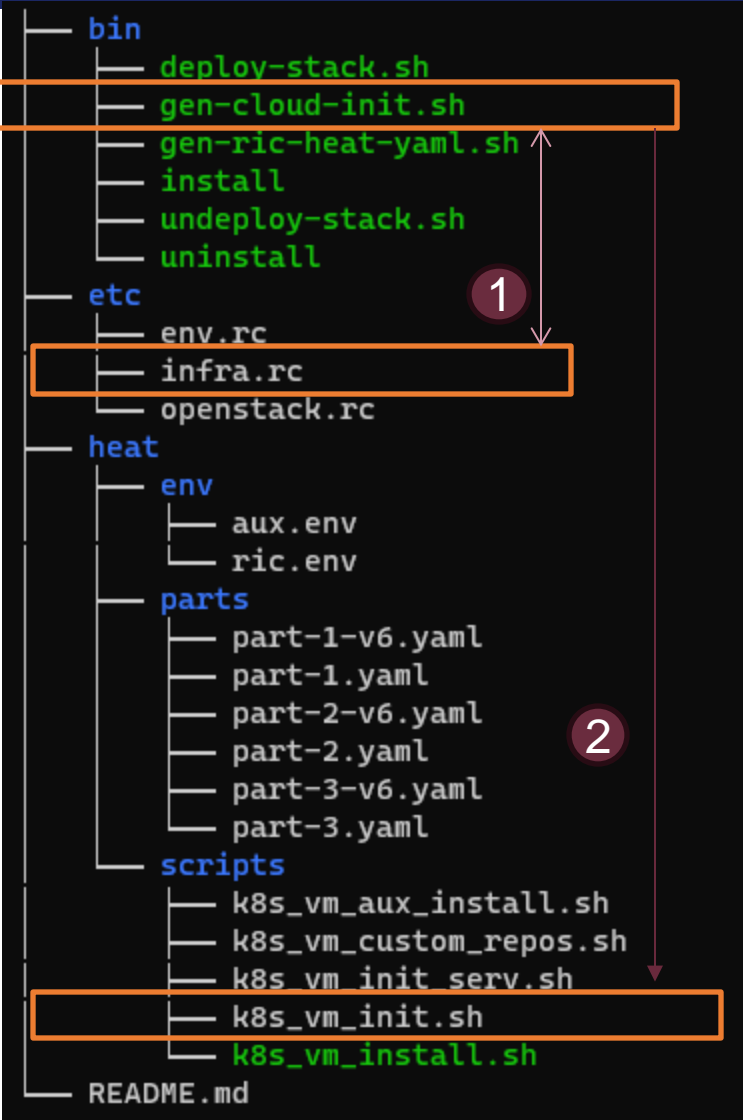 bin
deploy-stack.sh
gen-cloud-init.sh
gen-ric-heat-yaml.sh
install
undeploy-stack.sh
uninstall
1
etc
env.rc
infra.rc
openstack.rc
heat
env
aux.env
ric.env
parts
part-1-v6.yaml
part-1.yaml
part-2-v6.yaml
2
part-2.yaml
part-3-v6.yaml
part-3.yaml
scripts
k8s_vm_aux_install.sh
k8s_vm_custom_repos.sh
k8s_vm_init_serv.sh
k8s_vm_init.sh
k8s_vm_install.sh
README.md